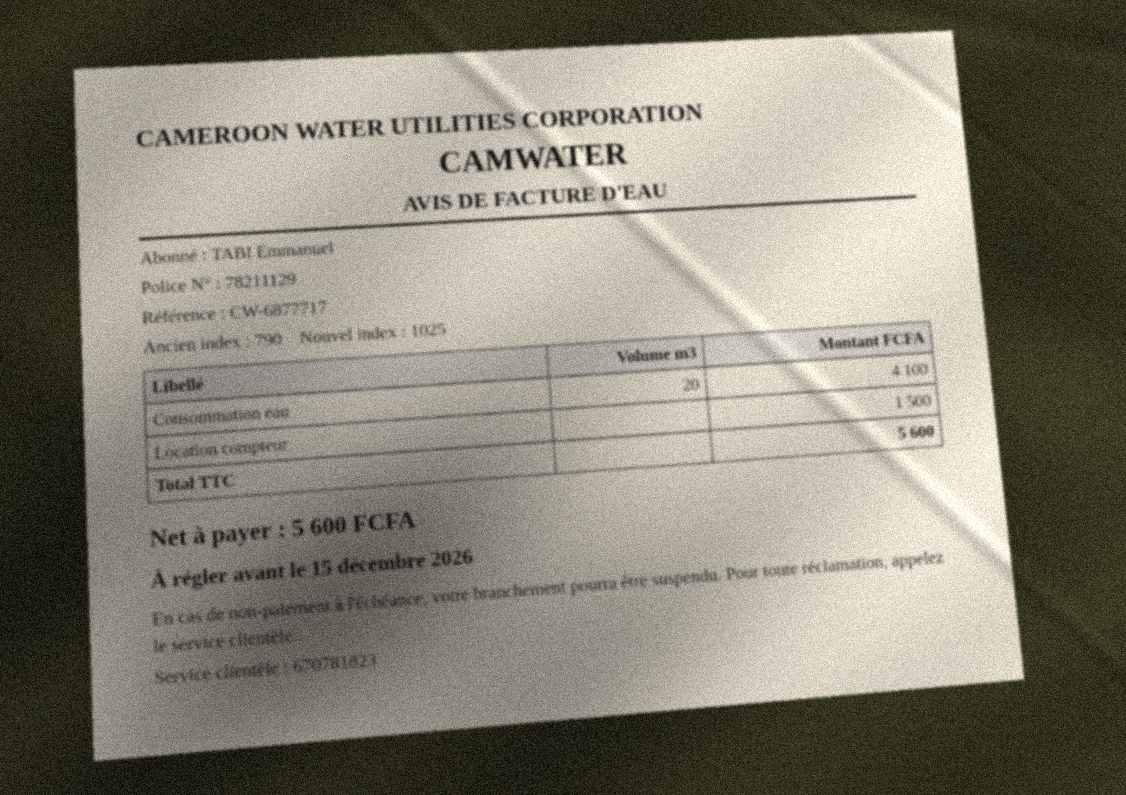 CAMEROON WATER UTILITIES CORPORATION
CAMWATER
AVIS DE FACTURE D'EAU
Abonné : TABI Emmanuel
Police N° : 78211129
Référence : CW-6877717
Ancien index : 790 Nouvel index : 1025
Libellé Volume m3 Montant FCFA
Consommation eau 20 4 100
Location compteur 1 500
Total TTC 5 600
Net à payer : 5 600 FCFA
À régler avant le 15 décembre 2026
En cas de non-paiement à l'échéance, votre branchement pourra être suspendu. Pour toute réclamation, appelez
le service clientèle.
Service clientèle : 670781823